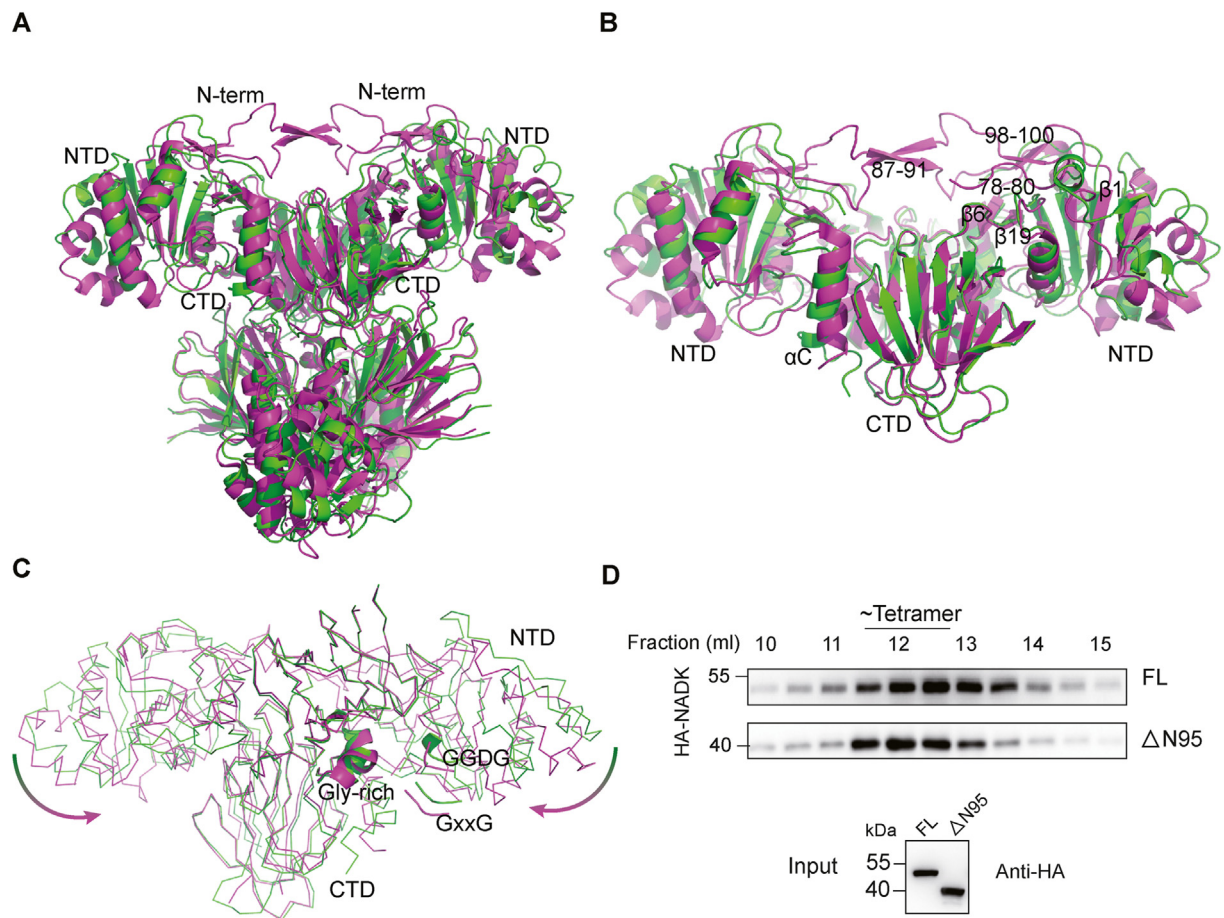 A
N-term N-term
NTD NTD
CTD CTD
B
98-100
87-91
78-80
β1
β6
β19
NTD αC NTD
CTD
C
NTD
GGDG
Gly-rich
GxxG
CTD
D
~Tetramer
Fraction (ml) 10 11 12 13 14 15
HA-NADK
55 FL
40 △N95
kDa FL △N95
Input 55 Anti-HA
40